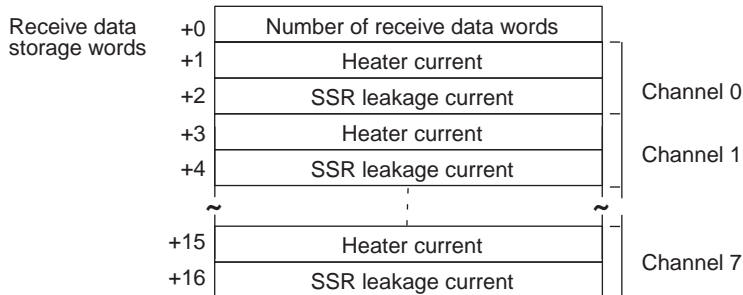 Receive data
storage words
+0 Number of receive data words
+1 Heater current
+2 SSR leakage current
Channel 0
+3 Heater current
+4 SSR leakage current
Channel 1
+15 Heater current
+16 SSR leakage current
Channel 7